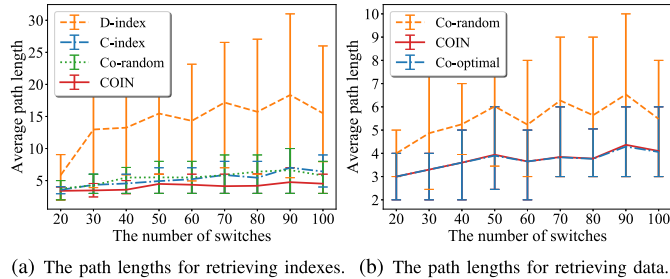 Average path length
30
25
20
15
10
5
D-index
C-index
Co-random
COIN
20 30 40 50 60 70 80 90 100
The number of switches
(a) The path lengths for retrieving indexes.
Average path length
10
9
8
7
6
5
4
3
2
Co-random
COIN
Co-optimal
20 30 40 50 60 70 80 90 100
The number of switches
(b) The path lengths for retrieving data.